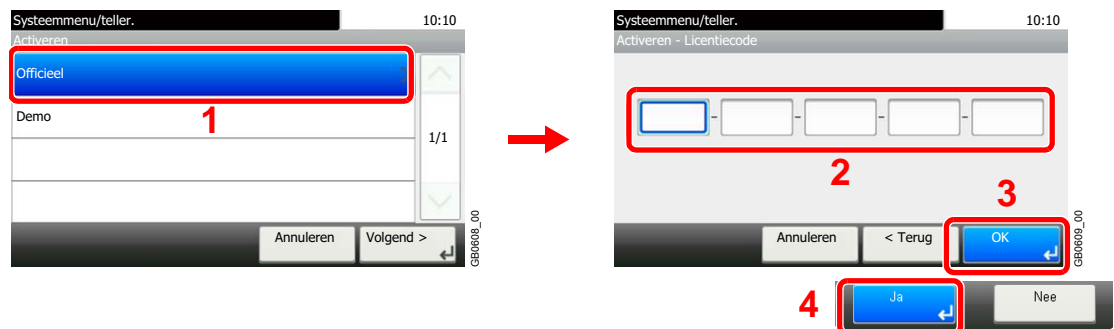 Systeemmenu/teller. 10:10
Activeren
Officieel
1
Demo
1/1
Annuleren Volgend >
GB0608_00
Systeemmenu/teller. 10:10
Activeren - Licentiecode
- - - -
2
3
Annuleren < Terug OK
GB0609_00
4
Ja Nee